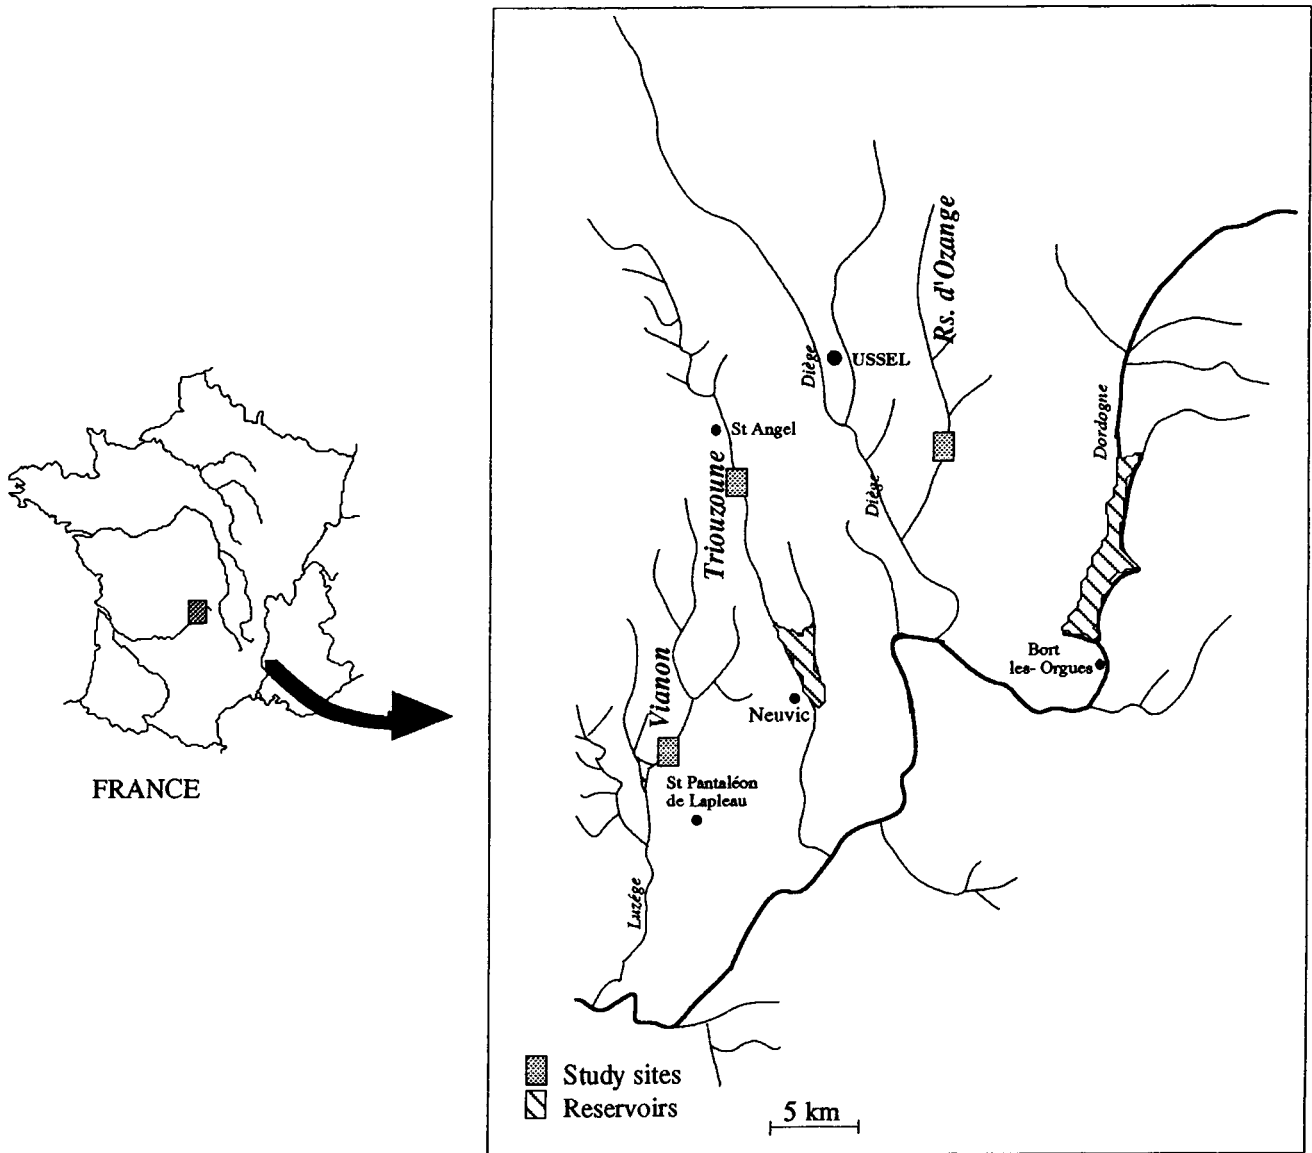 Rs. d'Ozange
Diège
USSEL
Dordogne
St Angel
Triouzoune
Diège
Vianon
Bort
les- Orgues
Neuvic
FRANCE
St Pantaléon
de Lapleau
Luzége
Study sites
Reservoirs
5 km